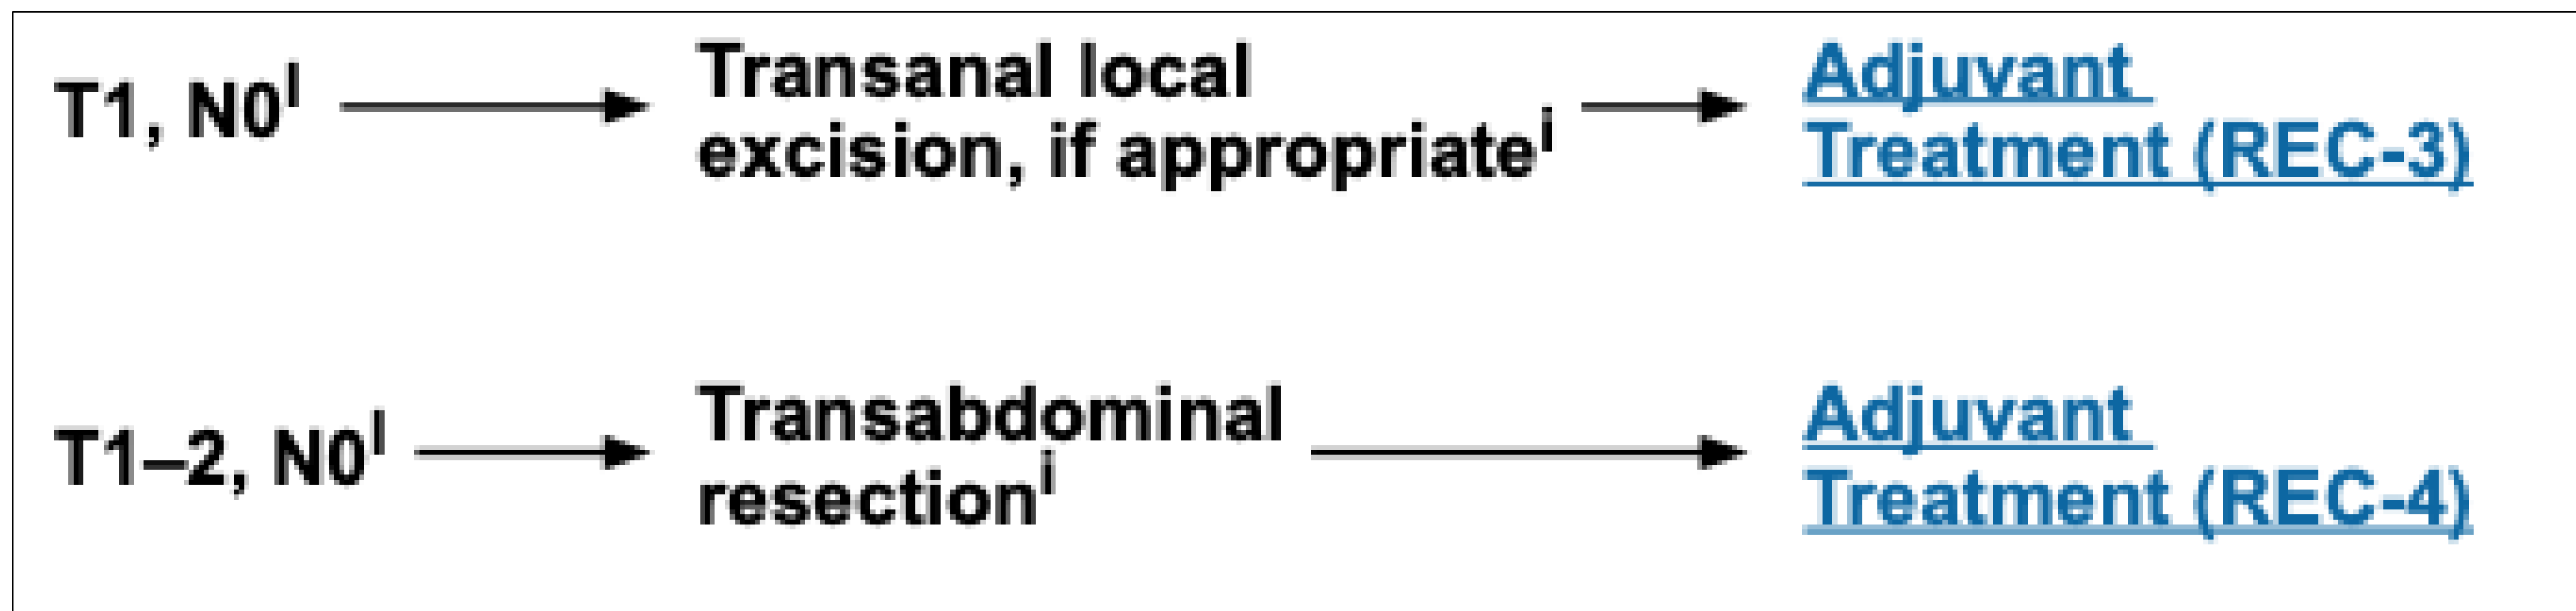 T1, N0l
Transanal local
excision, if appropriatei
Adjuvant
Treatment (REC-3)
T1–2, N0l
Transabdominal
resectioni
Adjuvant
Treatment (REC-4)